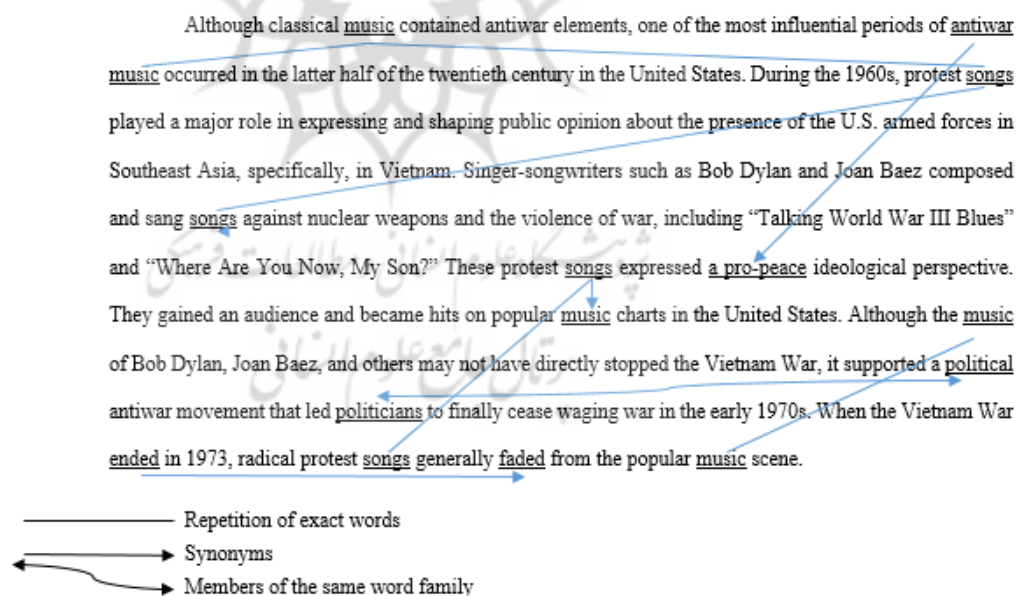 Although classical music contained antiwar elements, one of the most influential periods of antiwar
music occurred in the latter half of the twentieth century in the United States. During the 1960s, protest songs
played a major role in expressing and shaping public opinion about the presence of the U.S. armed forces in
Southeast Asia, specifically, in Vietnam. Singer-songwriters such as Bob Dylan and Joan Baez composed
and sang songs against nuclear weapons and the violence of war, including “Talking World War III Blues”
and “Where Are You Now, My Son?” These protest songs expressed a pro-peace ideological perspective.
They gained an audience and became hits on popular music charts in the United States. Although the music
of Bob Dylan, Joan Baez, and others may not have directly stopped the Vietnam War, it supported a political
antiwar movement that led politicians to finally cease waging war in the early 1970s. When the Vietnam War
ended in 1973, radical protest songs generally faded from the popular music scene.
Repetition of exact words
Synonyms
Members of the same word family
پژوهشگاه علوم انسانی و مطالعات فرهنگی
پرتال جامع علوم انسانی